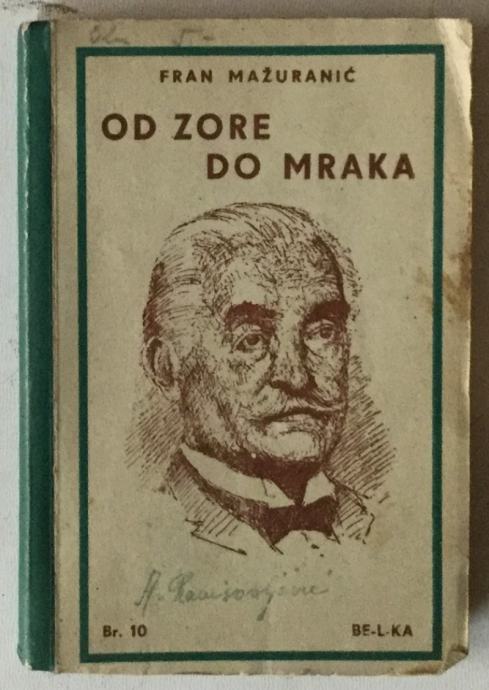 FRAN MAŽURANIĆ
OD ZORE
DO MRAKA
Br. 10
BE-L-KA